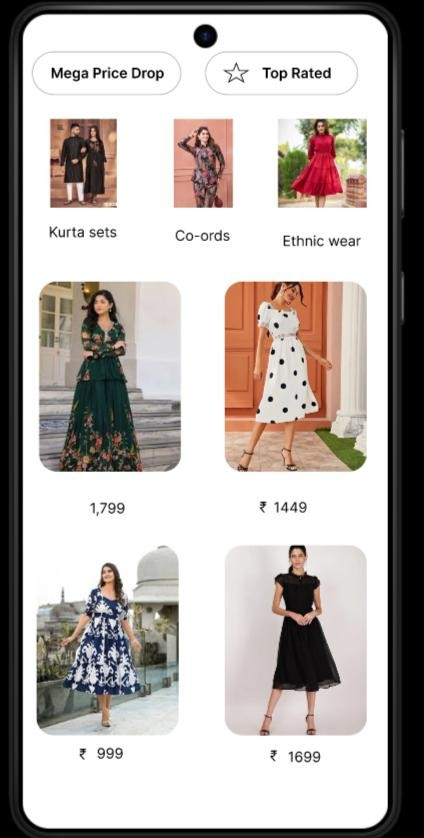 Mega Price Drop
Top Rated
Kurta sets
Co-ords
Ethnic wear
1,799
₹ 1449
₹ 999
₹ 1699